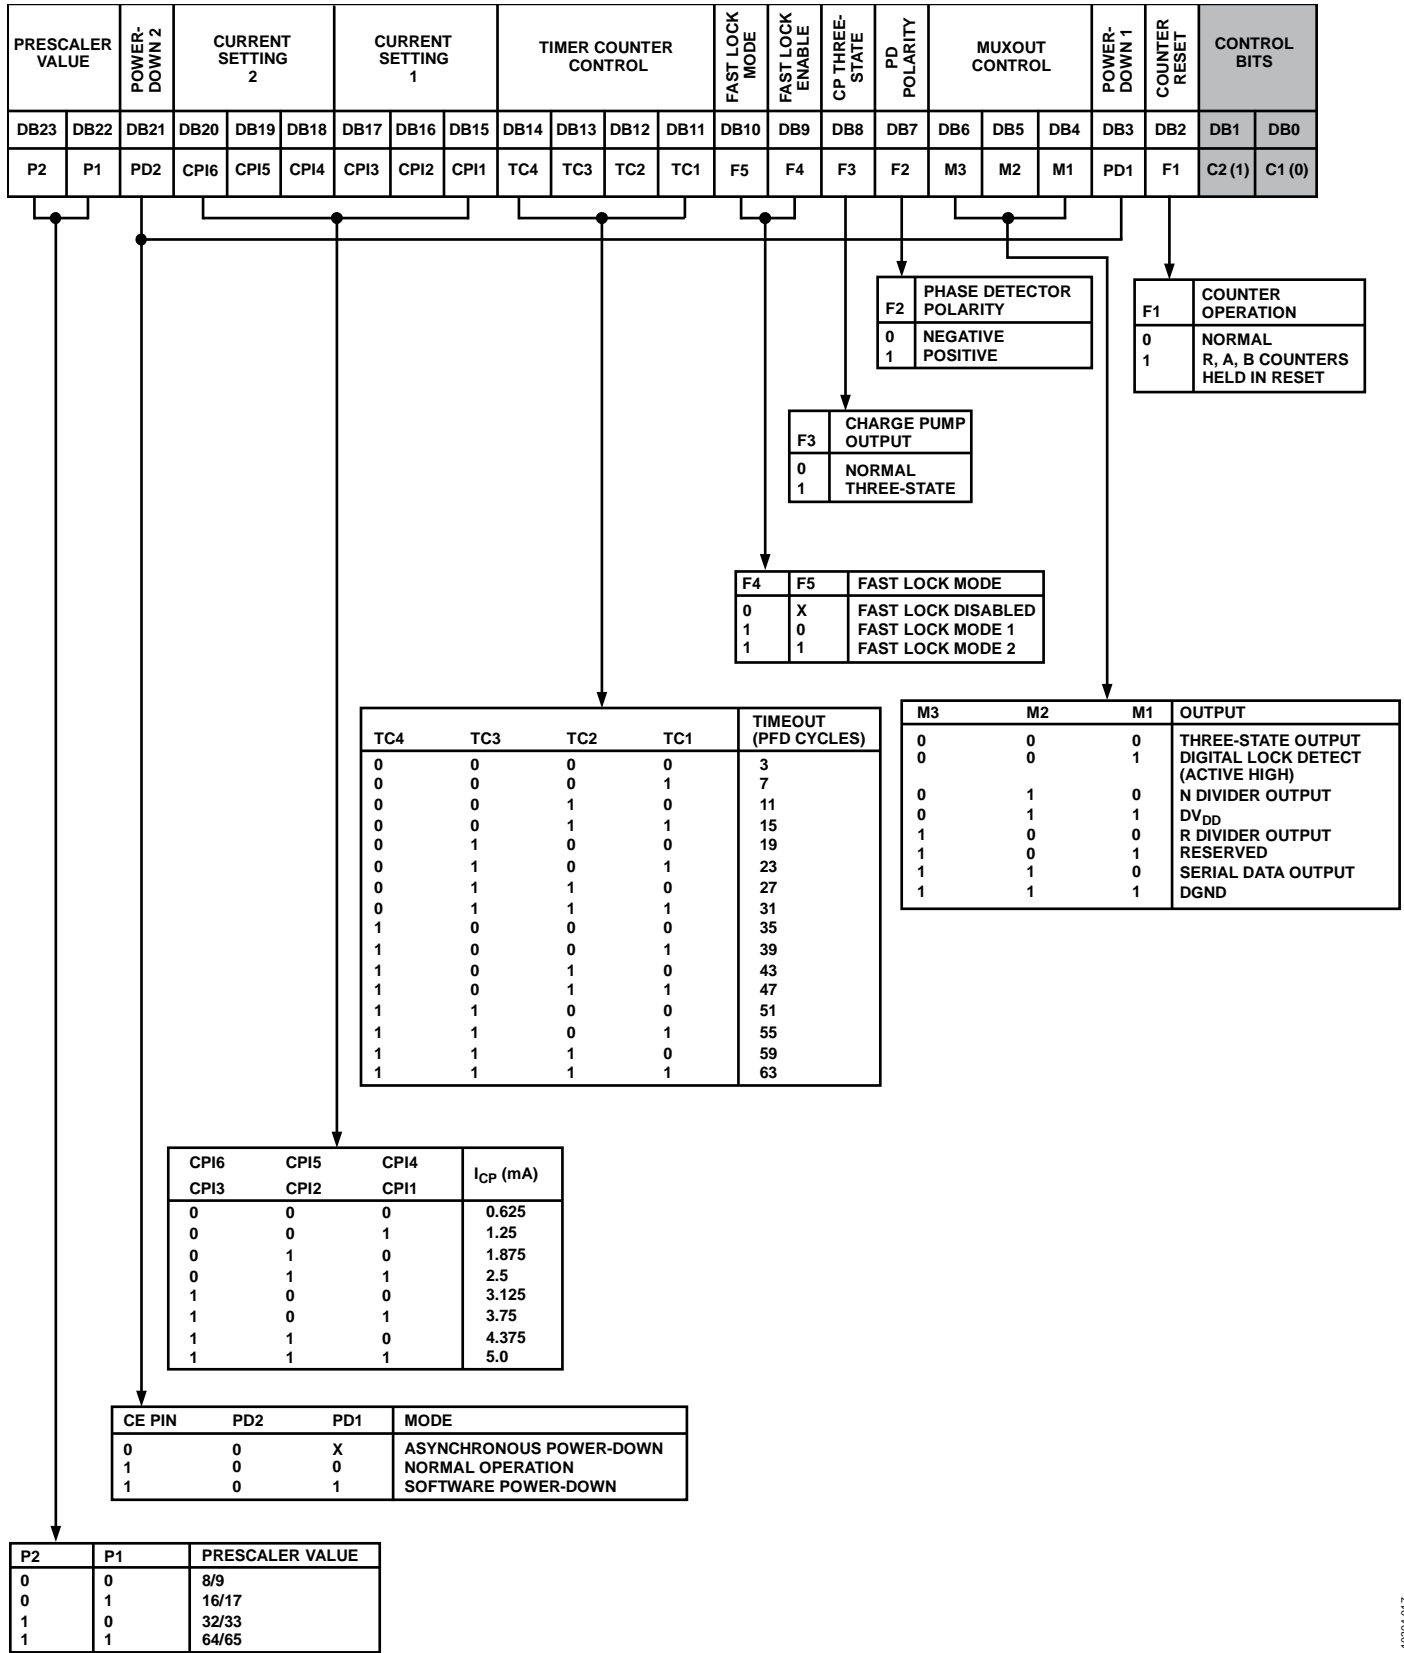 PRESCALER
VALUE
POWER-
DOWN 2
CURRENT
SETTING
2
CURRENT
SETTING
1
TIMER COUNTER
CONTROL
FAST LOCK
MODE
FAST LOCK
ENABLE
CP THREE-
STATE
PD
POLARITY
MUXOUT
CONTROL
POWER-
DOWN 1
COUNTER
RESET
CONTROL
BITS
DB23 DB22 DB21 DB20 DB19 DB18 DB17 DB16 DB15 DB14 DB13 DB12 DB11 DB10 DB9 DB8 DB7 DB6 DB5 DB4 DB3 DB2 DB1 DB0
P2 P1 PD2 CPI6 CPI5 CPI4 CPI3 CPI2 CPI1 TC4 TC3 TC2 TC1 F5 F4 F3 F2 M3 M2 M1 PD1 F1 C2 (1) C1 (0)
F2 PHASE DETECTOR
POLARITY
0 NEGATIVE
1 POSITIVE
F1 COUNTER
OPERATION
0 NORMAL
1 R, A, B COUNTERS
HELD IN RESET
F3 CHARGE PUMP
OUTPUT
0 NORMAL
1 THREE-STATE
F4 F5 FAST LOCK MODE
0 X FAST LOCK DISABLED
1 0 FAST LOCK MODE 1
1 1 FAST LOCK MODE 2
TC4 TC3 TC2 TC1 TIMEOUT
(PFD CYCLES)
0 0 0 0 3
0 0 0 1 7
0 0 1 0 11
0 0 1 1 15
0 1 0 0 19
0 1 0 1 23
0 1 1 0 27
0 1 1 1 31
1 0 0 0 35
1 0 0 1 39
1 0 1 0 43
1 0 1 1 47
1 1 0 0 51
1 1 0 1 55
1 1 1 0 59
1 1 1 1 63
M3 M2 M1 OUTPUT
0 0 0 THREE-STATE OUTPUT
0 0 1 DIGITAL LOCK DETECT
(ACTIVE HIGH)
0 1 0 N DIVIDER OUTPUT
0 1 1 DVDD
1 0 0 R DIVIDER OUTPUT
1 0 1 RESERVED
1 1 0 SERIAL DATA OUTPUT
1 1 1 DGND
CPI6 CPI5 CPI4 ICP (mA)
CPI3 CPI2 CPI1
0 0 0 0.625
0 0 1 1.25
0 1 0 1.875
0 1 1 2.5
1 0 0 3.125
1 0 1 3.75
1 1 0 4.375
1 1 1 5.0
CE PIN PD2 PD1 MODE
0 0 X ASYNCHRONOUS POWER-DOWN
1 0 0 NORMAL OPERATION
1 0 1 SOFTWARE POWER-DOWN
P2 P1 PRESCALER VALUE
0 0 8/9
0 1 16/17
1 0 32/33
1 1 64/65